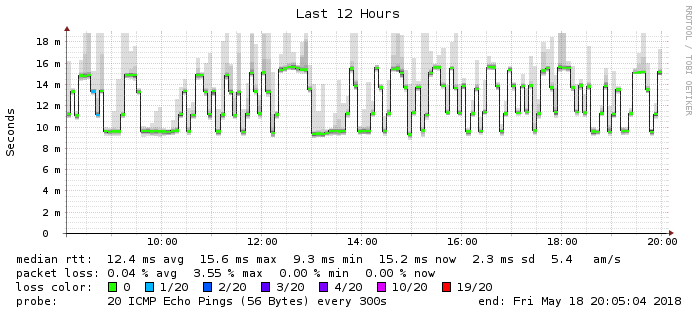 Last 12 Hours
RRDTOOL / TOBI OETIKER
Seconds
18 m
16 m
14 m
12 m
10 m
8 m
6 m
4 m
2 m
0
10:00 12:00 14:00 16:00 18:00 20:00
median rtt: 12.4 ms avg 15.6 ms max 9.3 ms min 15.2 ms now 2.3 ms sd 5.4 am/s
packet loss: 0.04 % avg 3.55 % max 0.00 % min 0.00 % now
loss color: 0 1/20 2/20 3/20 4/20 10/20 19/20
probe: 20 ICMP Echo Pings (56 Bytes) every 300s end: Fri May 18 20:05:04 2018